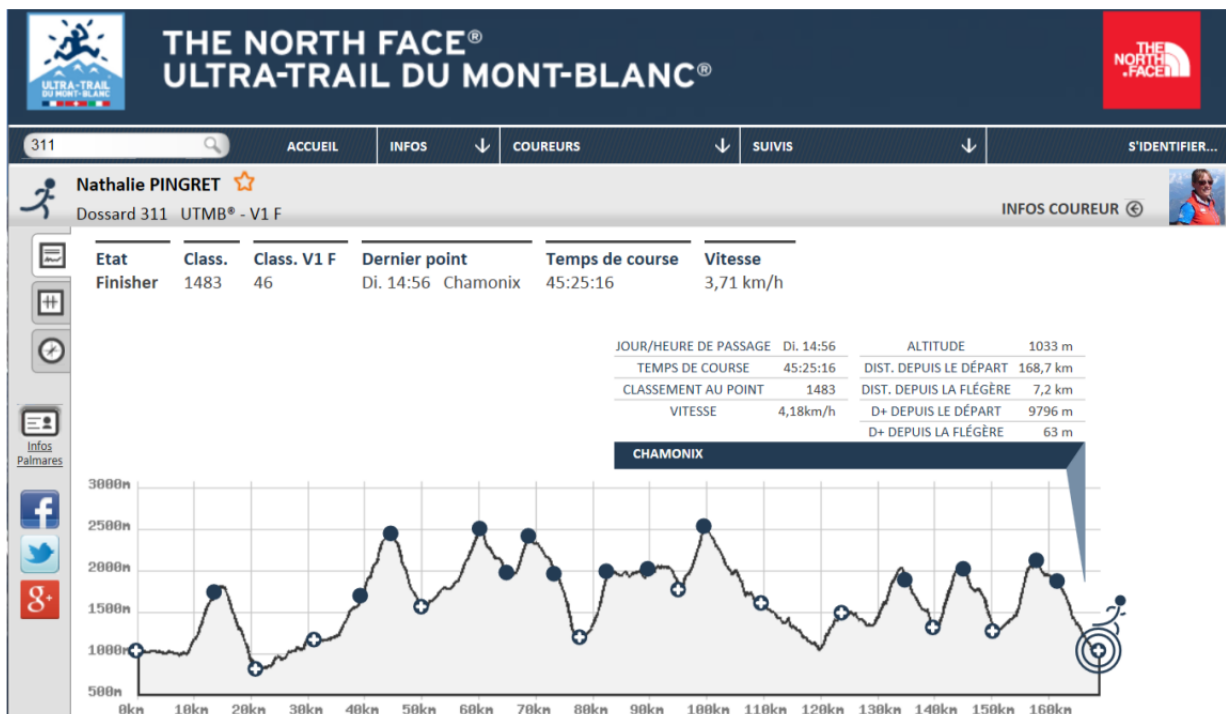 THE NORTH FACE®
ULTRA-TRAIL DU MONT-BLANC®
ULTRA-TRAIL
DU MONT-BLANC
THE
NORTH
FACE
311 ACCUEIL INFOS COUREURS SUIVIS S'IDENTIFIER...
Nathalie PINGRET
Dossard 311 UTMB® - V1 F
INFOS COUREUR
Etat Class. Class. V1 F Dernier point Temps de course Vitesse
Finisher 1483 46 Di. 14:56 Chamonix 45:25:16 3,71 km/h
JOUR/HEURE DE PASSAGE Di. 14:56 ALTITUDE 1033 m
TEMPS DE COURSE 45:25:16 DIST. DEPUIS LE DÉPART 168,7 km
CLASSEMENT AU POINT 1483 DIST. DEPUIS LA FLÉGÈRE 7,2 km
VITESSE 4,18km/h D+ DEPUIS LE DÉPART 9796 m
D+ DEPUIS LA FLÉGÈRE 63 m
CHAMONIX
Infos
Palmares
f
g+
3000m
2500m
2000m
1500m
1000m
500m
0km 10km 20km 30km 40km 50km 60km 70km 80km 90km 100km 110km 120km 130km 140km 150km 160km